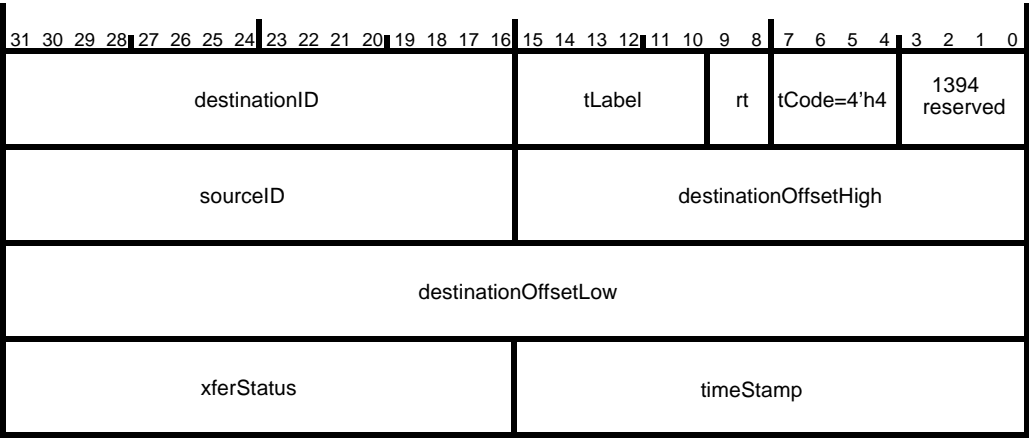 31 30 29 28 27 26 25 24 23 22 21 20 19 18 17 16 15 14 13 12 11 10 9 8 7 6 5 4 3 2 1 0
destinationID tLabel rt tCode=4'h4 1394
reserved
sourceID destinationOffsetHigh
destinationOffsetLow
xferStatus timeStamp